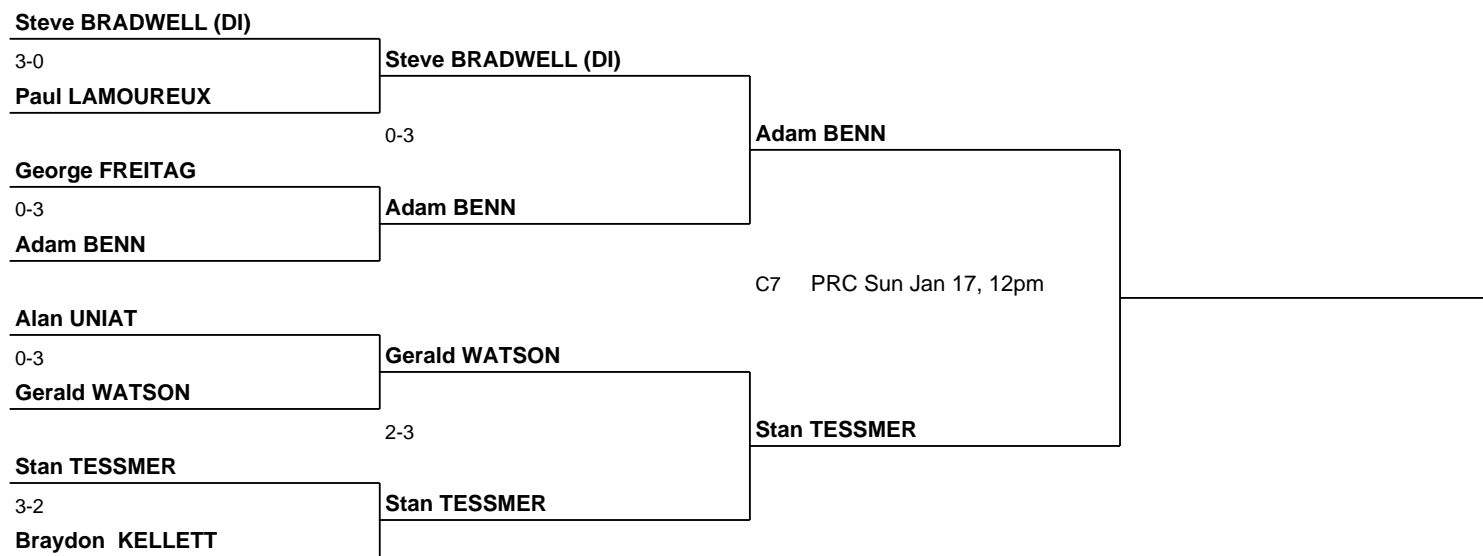 Steve BRADWELL (DI)
3-0
Steve BRADWELL (DI)
Paul LAMOUREUX
0-3
Adam BENN
George FREITAG
0-3
Adam BENN
Adam BENN
C7 PRC Sun Jan 17, 12pm
Alan UNIAT
0-3
Gerald WATSON
Gerald WATSON
2-3
Stan TESSMER
Stan TESSMER
3-2
Stan TESSMER
Braydon KELLETT